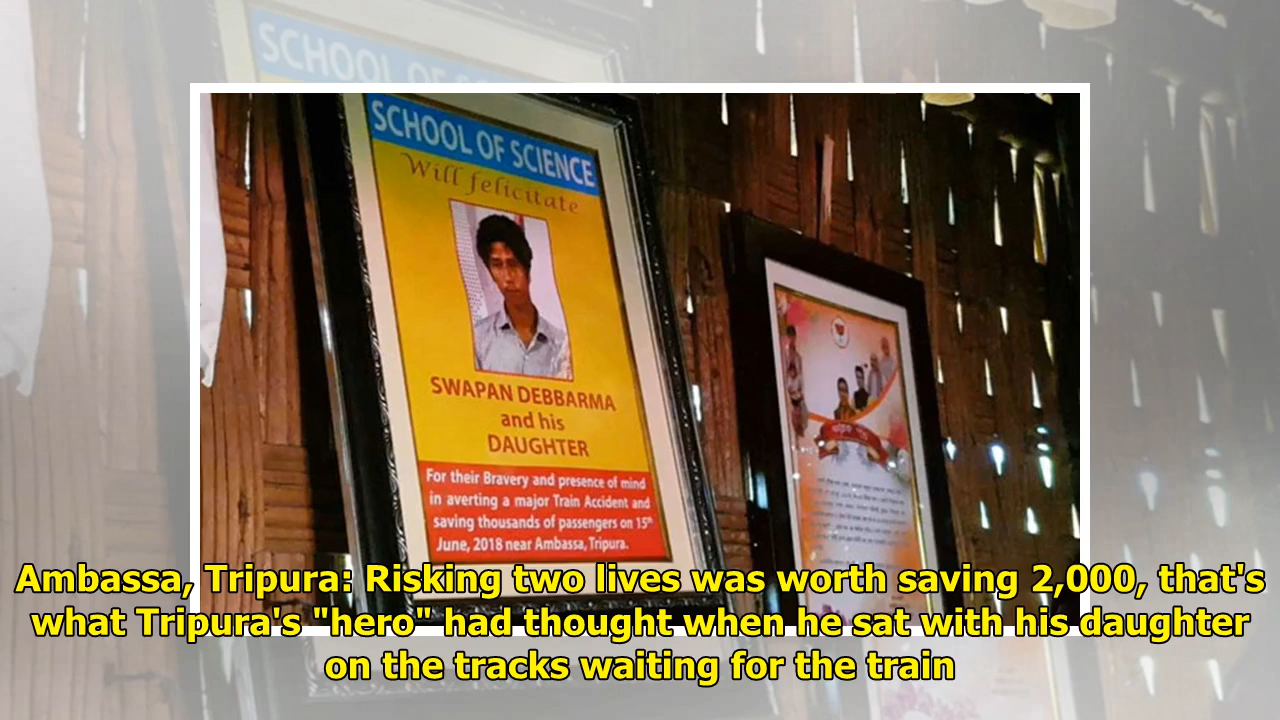 SCHOOL OF SCIENCE
Will felicitate
SWAPAN DEBBARMA
and his
DAUGHTER
For their Bravery and presence of mind
in averting a major Train Accident and
saving thousands of passengers on 15th
June, 2018 near Ambassa, Tripura.
Ambassa, Tripura: Risking two lives was worth saving 2,000, that's
what Tripura's "hero" had thought when he sat with his daughter
on the tracks waiting for the train